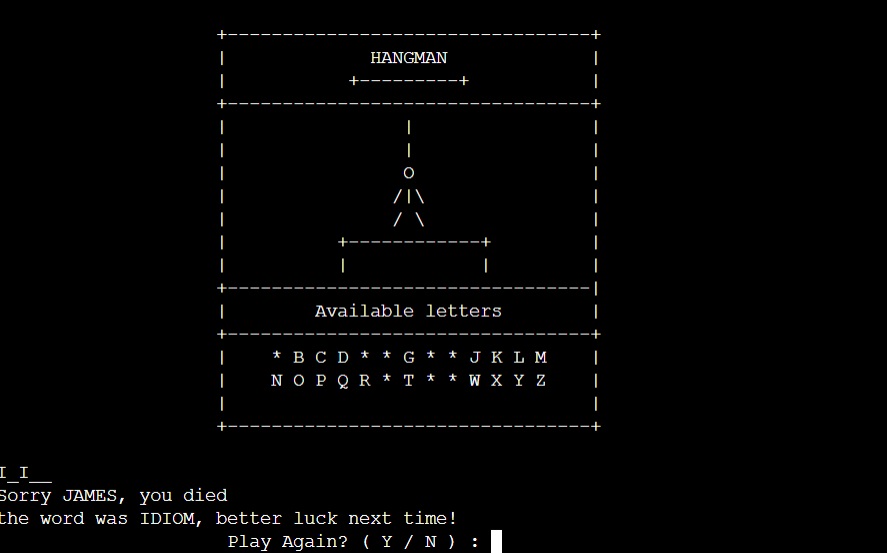 +---------------------------------+
| HANGMAN |
| +---------+ |
+---------------------------------+
| | |
| | |
| O |
| /|\ |
| / \ |
| +------------+ |
| | | |
+---------------------------------|
| Available letters |
+---------------------------------+
| * B C D * * G * * J K L M |
| N O P Q R * T * * W X Y Z |
| |
+---------------------------------+
I_I__
Sorry JAMES, you died
the word was IDIOM, better luck next time!
Play Again? ( Y / N ) :